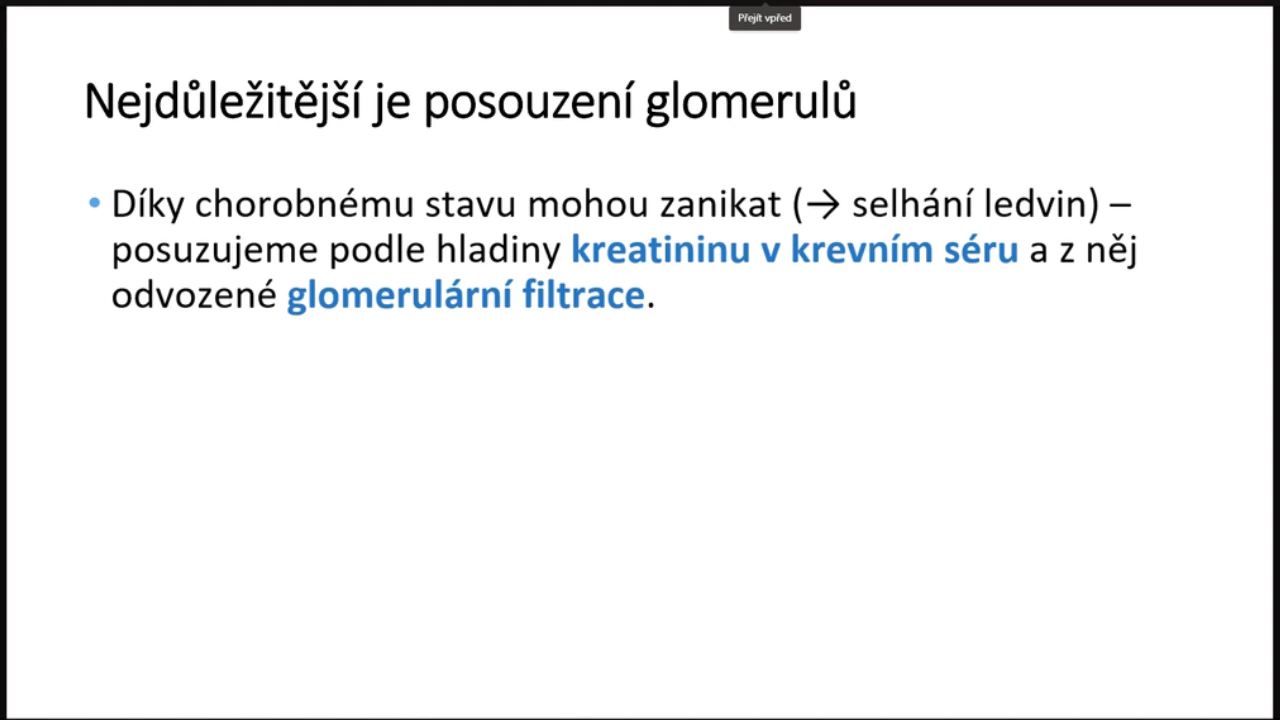 Přejít vpřed
Nejdůležitější je posouzení glomerulů
• Díky chorobnému stavu mohou zanikat (→ selhání ledvin) –
posuzujeme podle hladiny kreatininu v krevním séru a z něj
odvozené glomerulární filtrace.